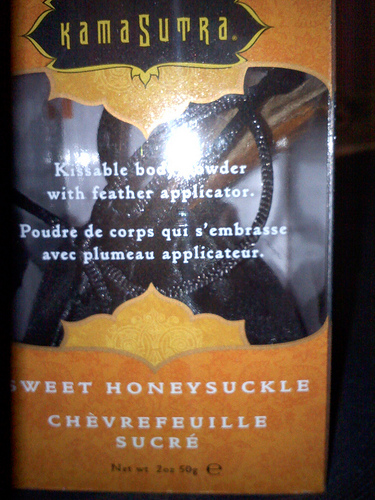 KAMASUTRA®
Kissable body powder
with feather applicator.
Poudre de corps qui s'embrasse
avec plumeau applicateur.
SWEET HONEYSUCKLE
CHÈVREFEUILLE
SUCRÉ
Net wt 2oz 50g ℮